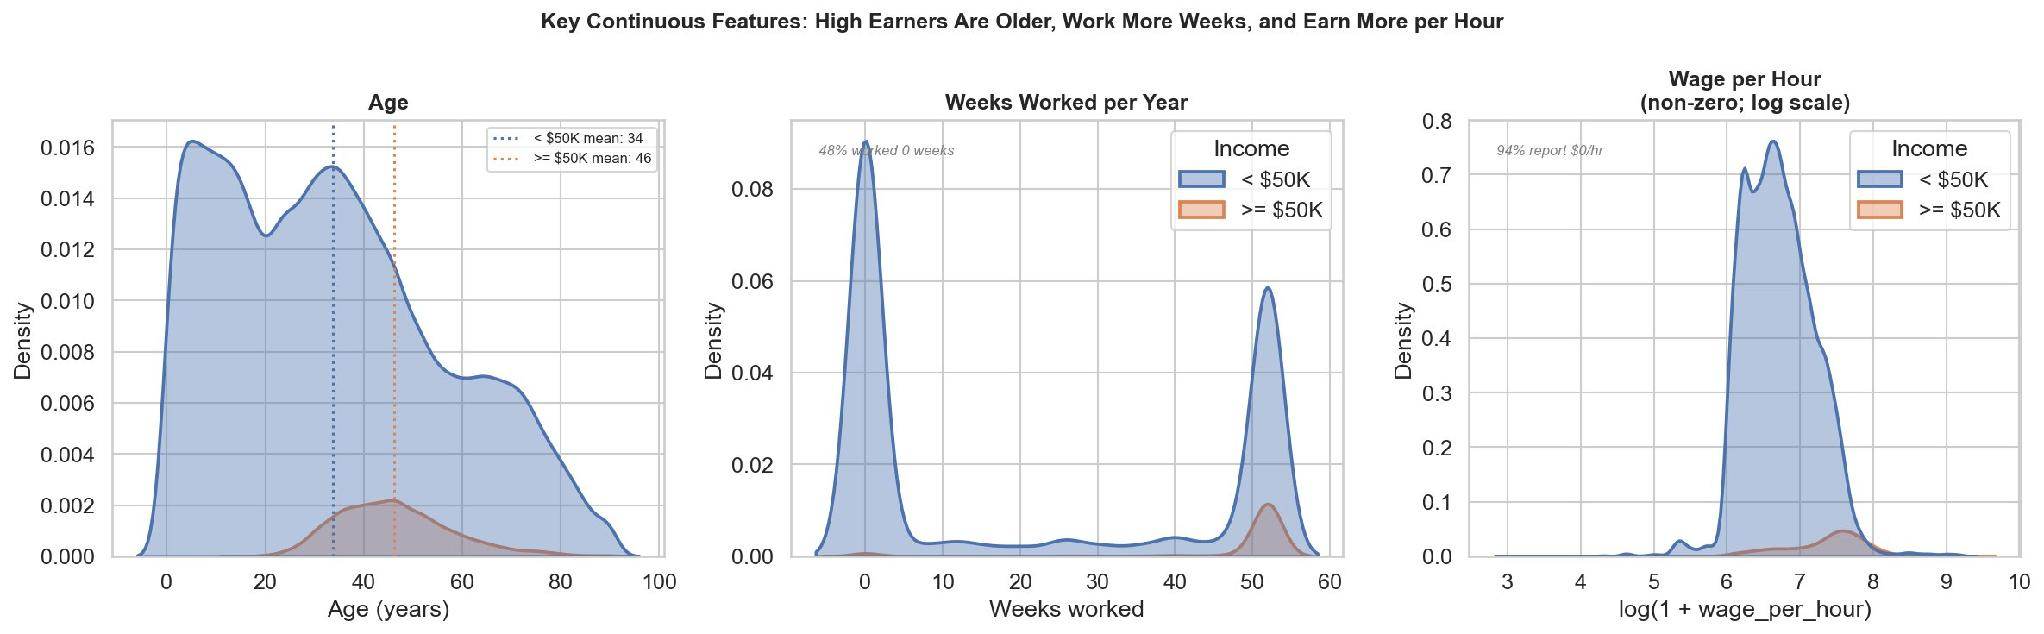 Key Continuous Features: High Earners Are Older, Work More Weeks, and Earn More per Hour
Age
< $50K mean: 34
>= $50K mean: 46
0.016
0.014
0.012
0.010
0.008
0.006
0.004
0.002
0.000
Density
0 20 40 60 80 100
Age (years)
Weeks Worked per Year
48% worked 0 weeks
Income
< $50K
>= $50K
0.08
0.06
0.04
0.02
0.00
Density
0 10 20 30 40 50 60
Weeks worked
Wage per Hour
(non-zero; log scale)
94% report $0/hr
Income
< $50K
>= $50K
0.8
0.7
0.6
0.5
0.4
0.3
0.2
0.1
0.0
Density
3 4 5 6 7 8 9 10
log(1 + wage_per_hour)